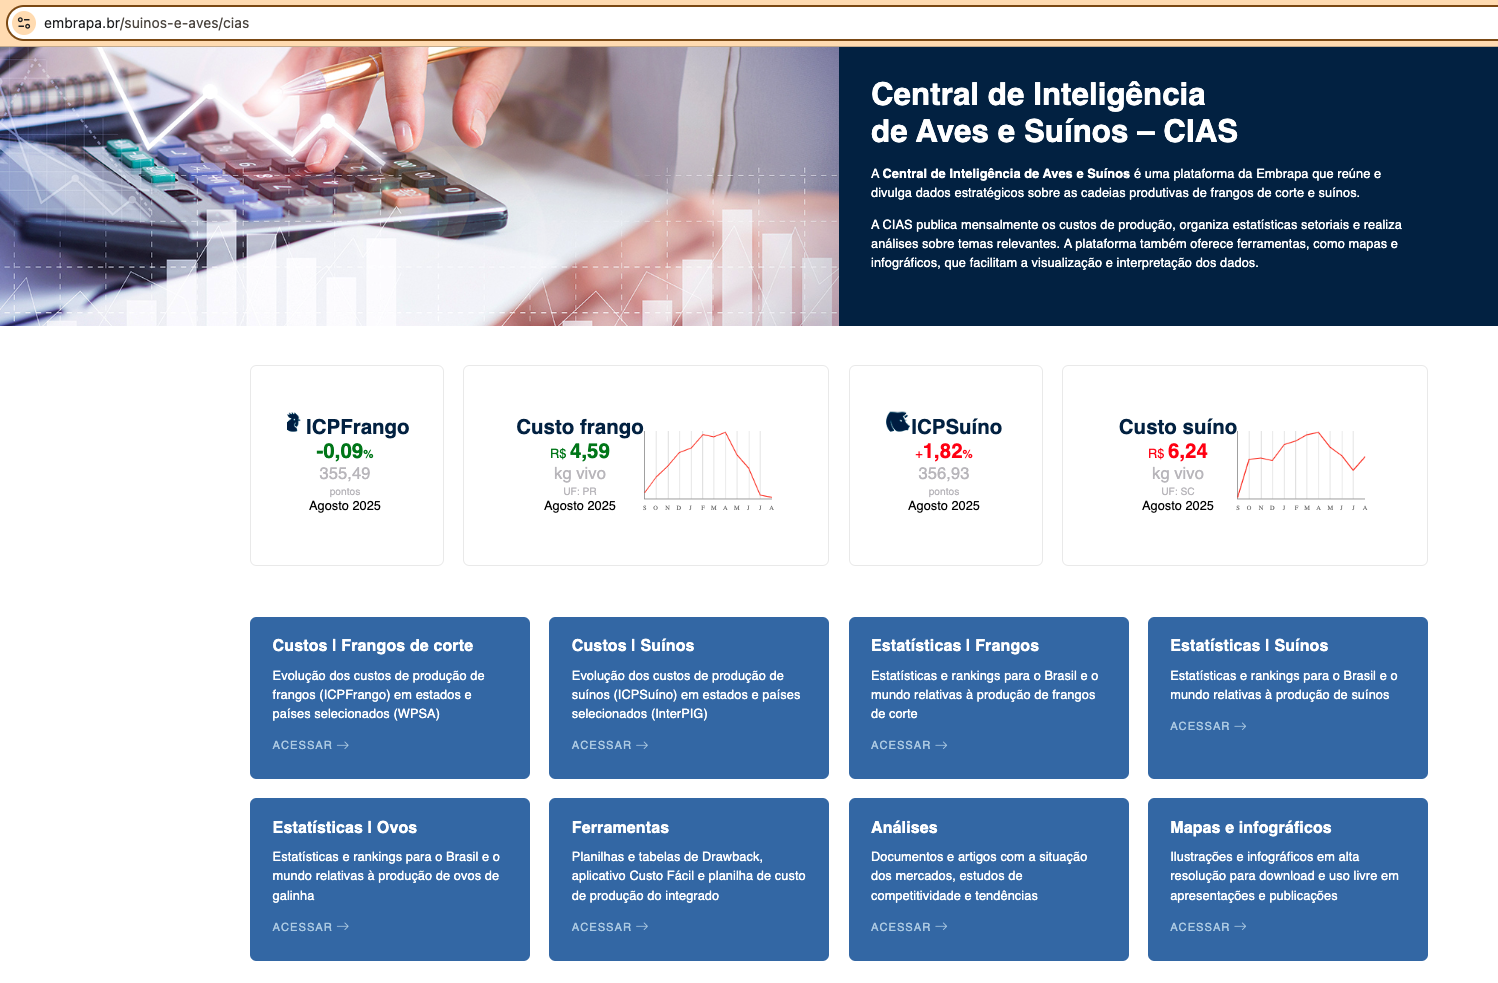 embrapa.br/suinos-e-aves/cias
Central de Inteligência
de Aves e Suínos – CIAS
A Central de Inteligência de Aves e Suínos é uma plataforma da Embrapa que reúne e
divulga dados estratégicos sobre as cadeias produtivas de frangos de corte e suínos.
A CIAS publica mensalmente os custos de produção, organiza estatísticas setoriais e realiza
análises sobre temas relevantes. A plataforma também oferece ferramentas, como mapas e
infográficos, que facilitam a visualização e interpretação dos dados.
ICPFrango
-0,09%
355,49
pontos
Agosto 2025
Custo frango
R$ 4,59
kg vivo
UF: PR
Agosto 2025
S O N D J F M A M J J A
ICPSuíno
+1,82%
356,93
pontos
Agosto 2025
Custo suíno
R$ 6,24
kg vivo
UF: SC
Agosto 2025
S O N D J F M A M J J A
Custos | Frangos de corte
Evolução dos custos de produção de
frangos (ICPFrango) em estados e
países selecionados (WPSA)
ACESSAR →
Custos | Suínos
Evolução dos custos de produção de
suínos (ICPSuíno) em estados e países
selecionados (InterPIG)
ACESSAR →
Estatísticas | Frangos
Estatísticas e rankings para o Brasil e o
mundo relativas à produção de frangos
de corte
ACESSAR →
Estatísticas | Suínos
Estatísticas e rankings para o Brasil e o
mundo relativas à produção de suínos
ACESSAR →
Estatísticas | Ovos
Estatísticas e rankings para o Brasil e o
mundo relativas à produção de ovos de
galinha
ACESSAR →
Ferramentas
Planilhas e tabelas de Drawback,
aplicativo Custo Fácil e planilha de custo
de produção do integrado
ACESSAR →
Análises
Documentos e artigos com a situação
dos mercados, estudos de
competitividade e tendências
ACESSAR →
Mapas e infográficos
Ilustrações e infográficos em alta
resolução para download e uso livre em
apresentações e publicações
ACESSAR →